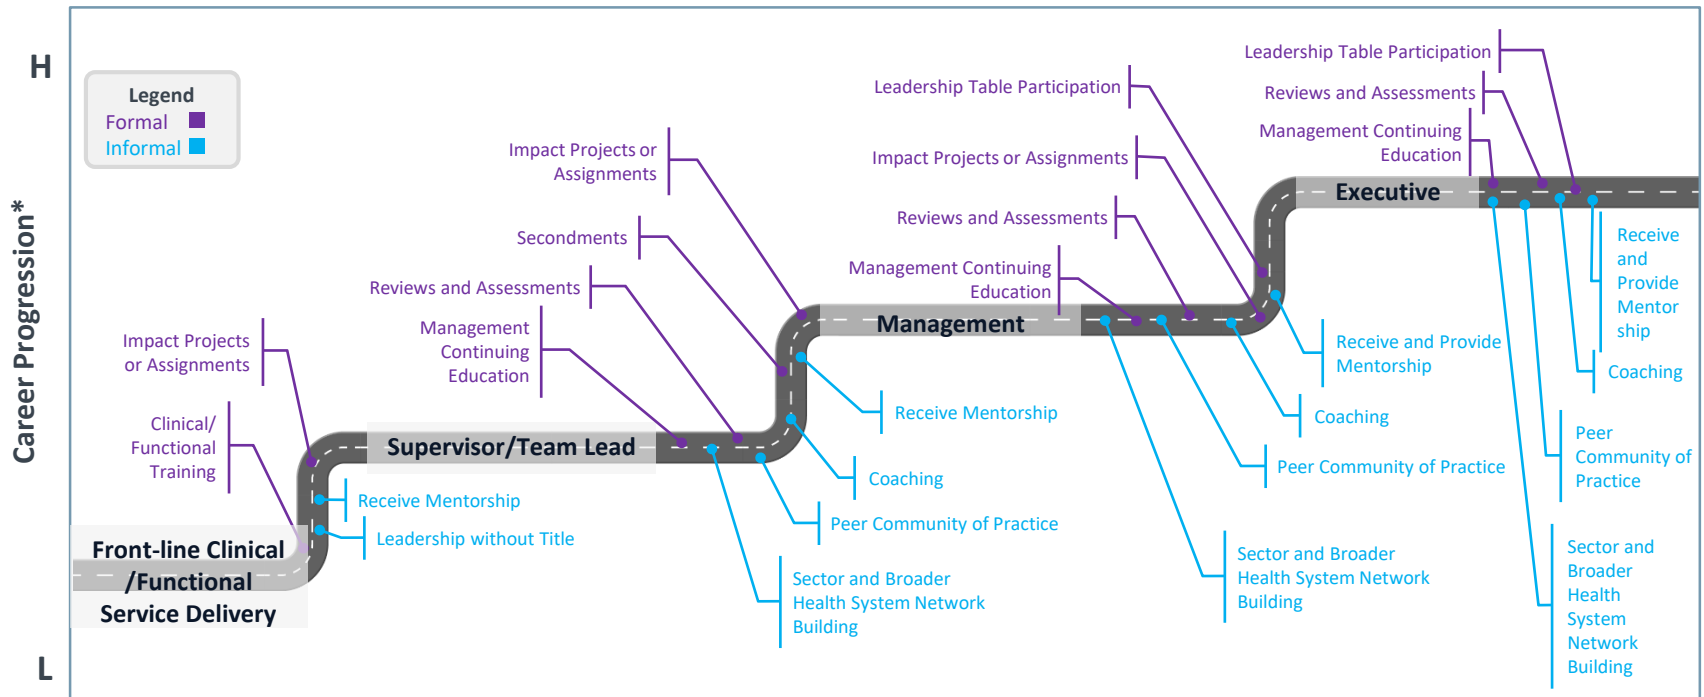 H
Legend
Formal
Informal
Career Progression*
L
Front-line Clinical
/Functional
Service Delivery
Clinical/
Functional
Training
Impact Projects
or Assignments
Receive Mentorship
Leadership without Title
Supervisor/Team Lead
Management
Continuing
Education
Reviews and Assessments
Secondments
Impact Projects or
Assignments
Sector and Broader
Health System Network
Building
Peer Community of Practice
Coaching
Receive Mentorship
Management
Management Continuing
Education
Reviews and Assessments
Impact Projects or Assignments
Leadership Table Participation
Sector and Broader
Health System Network
Building
Peer Community of Practice
Coaching
Receive and Provide
Mentorship
Executive
Management Continuing
Education
Reviews and Assessments
Leadership Table Participation
Sector and
Broader
Health
System
Network
Building
Peer
Community of
Practice
Coaching
Receive
and
Provide
Mentor
ship